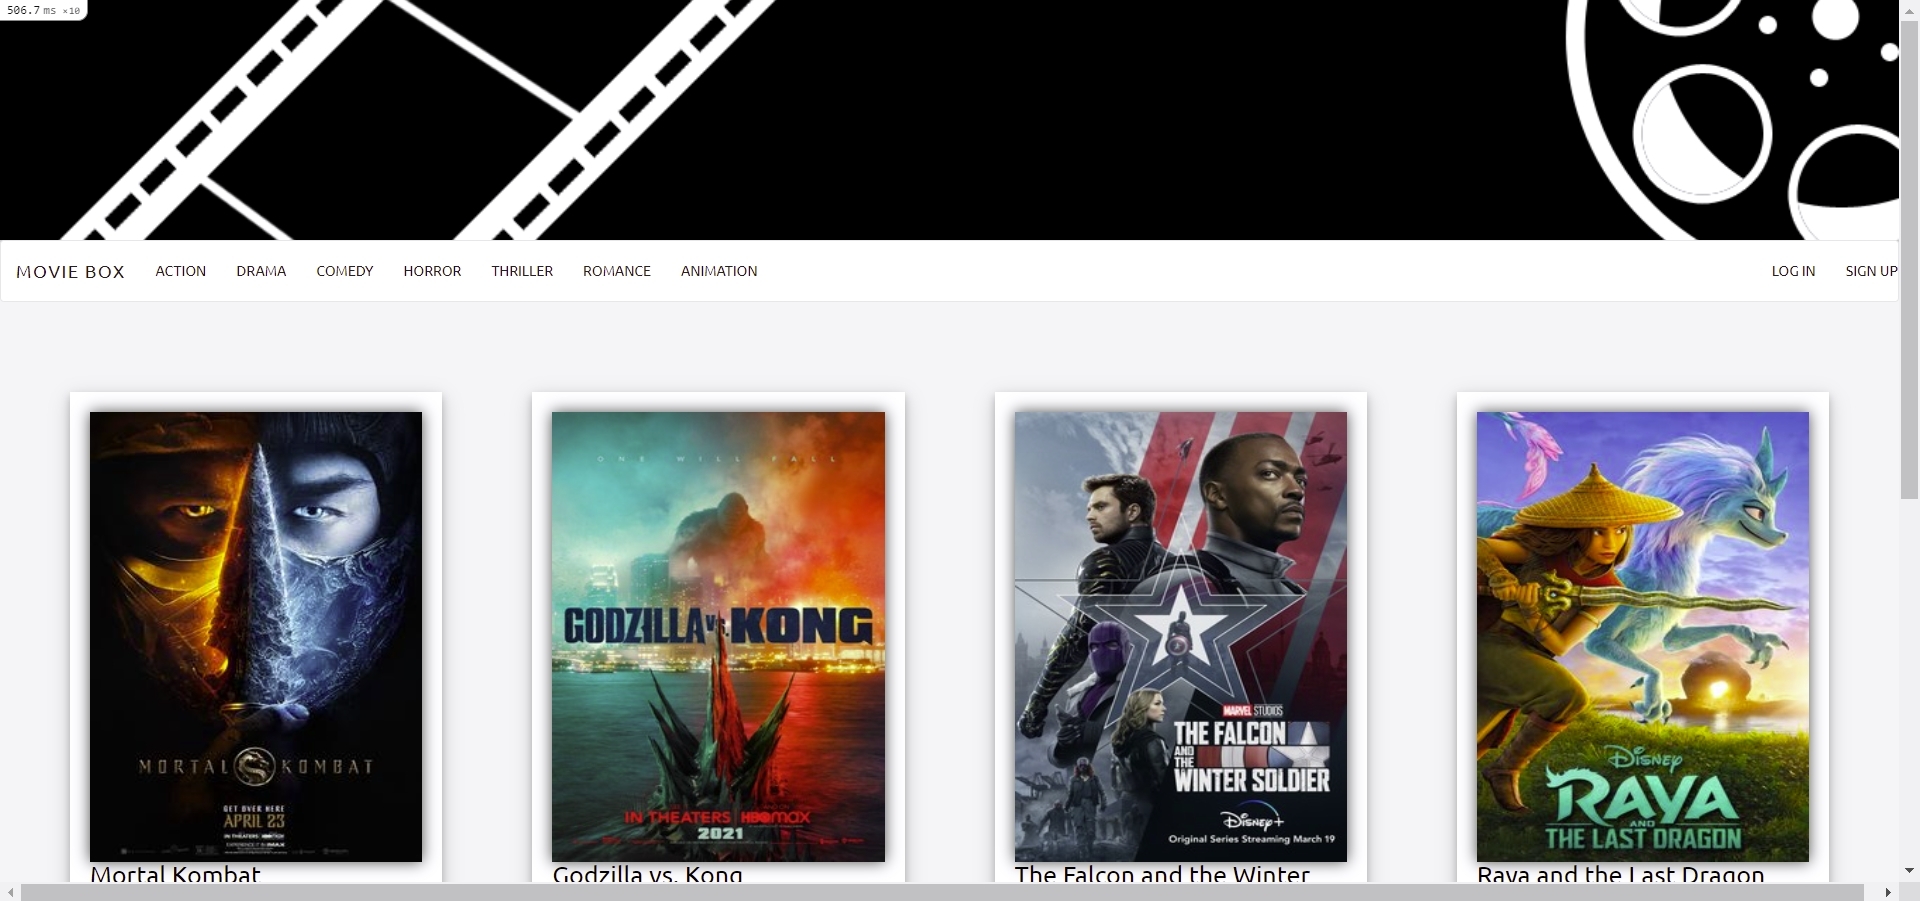 506.7 ms ×10
MOVIE BOX ACTION DRAMA COMEDY HORROR THRILLER ROMANCE ANIMATION LOG IN SIGN UP
MORTAL KOMBAT
GET OVER HERE
APRIL 23
IN THEATERS HBOMAX
Mortal Kombat
ONE WILL FALL
GODZILLA VS. KONG
IN THEATERS HBOMAX
2021
Godzilla vs. Kong
MARVEL STUDIOS
THE FALCON
AND
THE
WINTER SOLDIER
Disney+
Original Series Streaming March 19
The Falcon and the Winter
Disney
RAYA
AND
THE LAST DRAGON
Raya and the Last Dragon